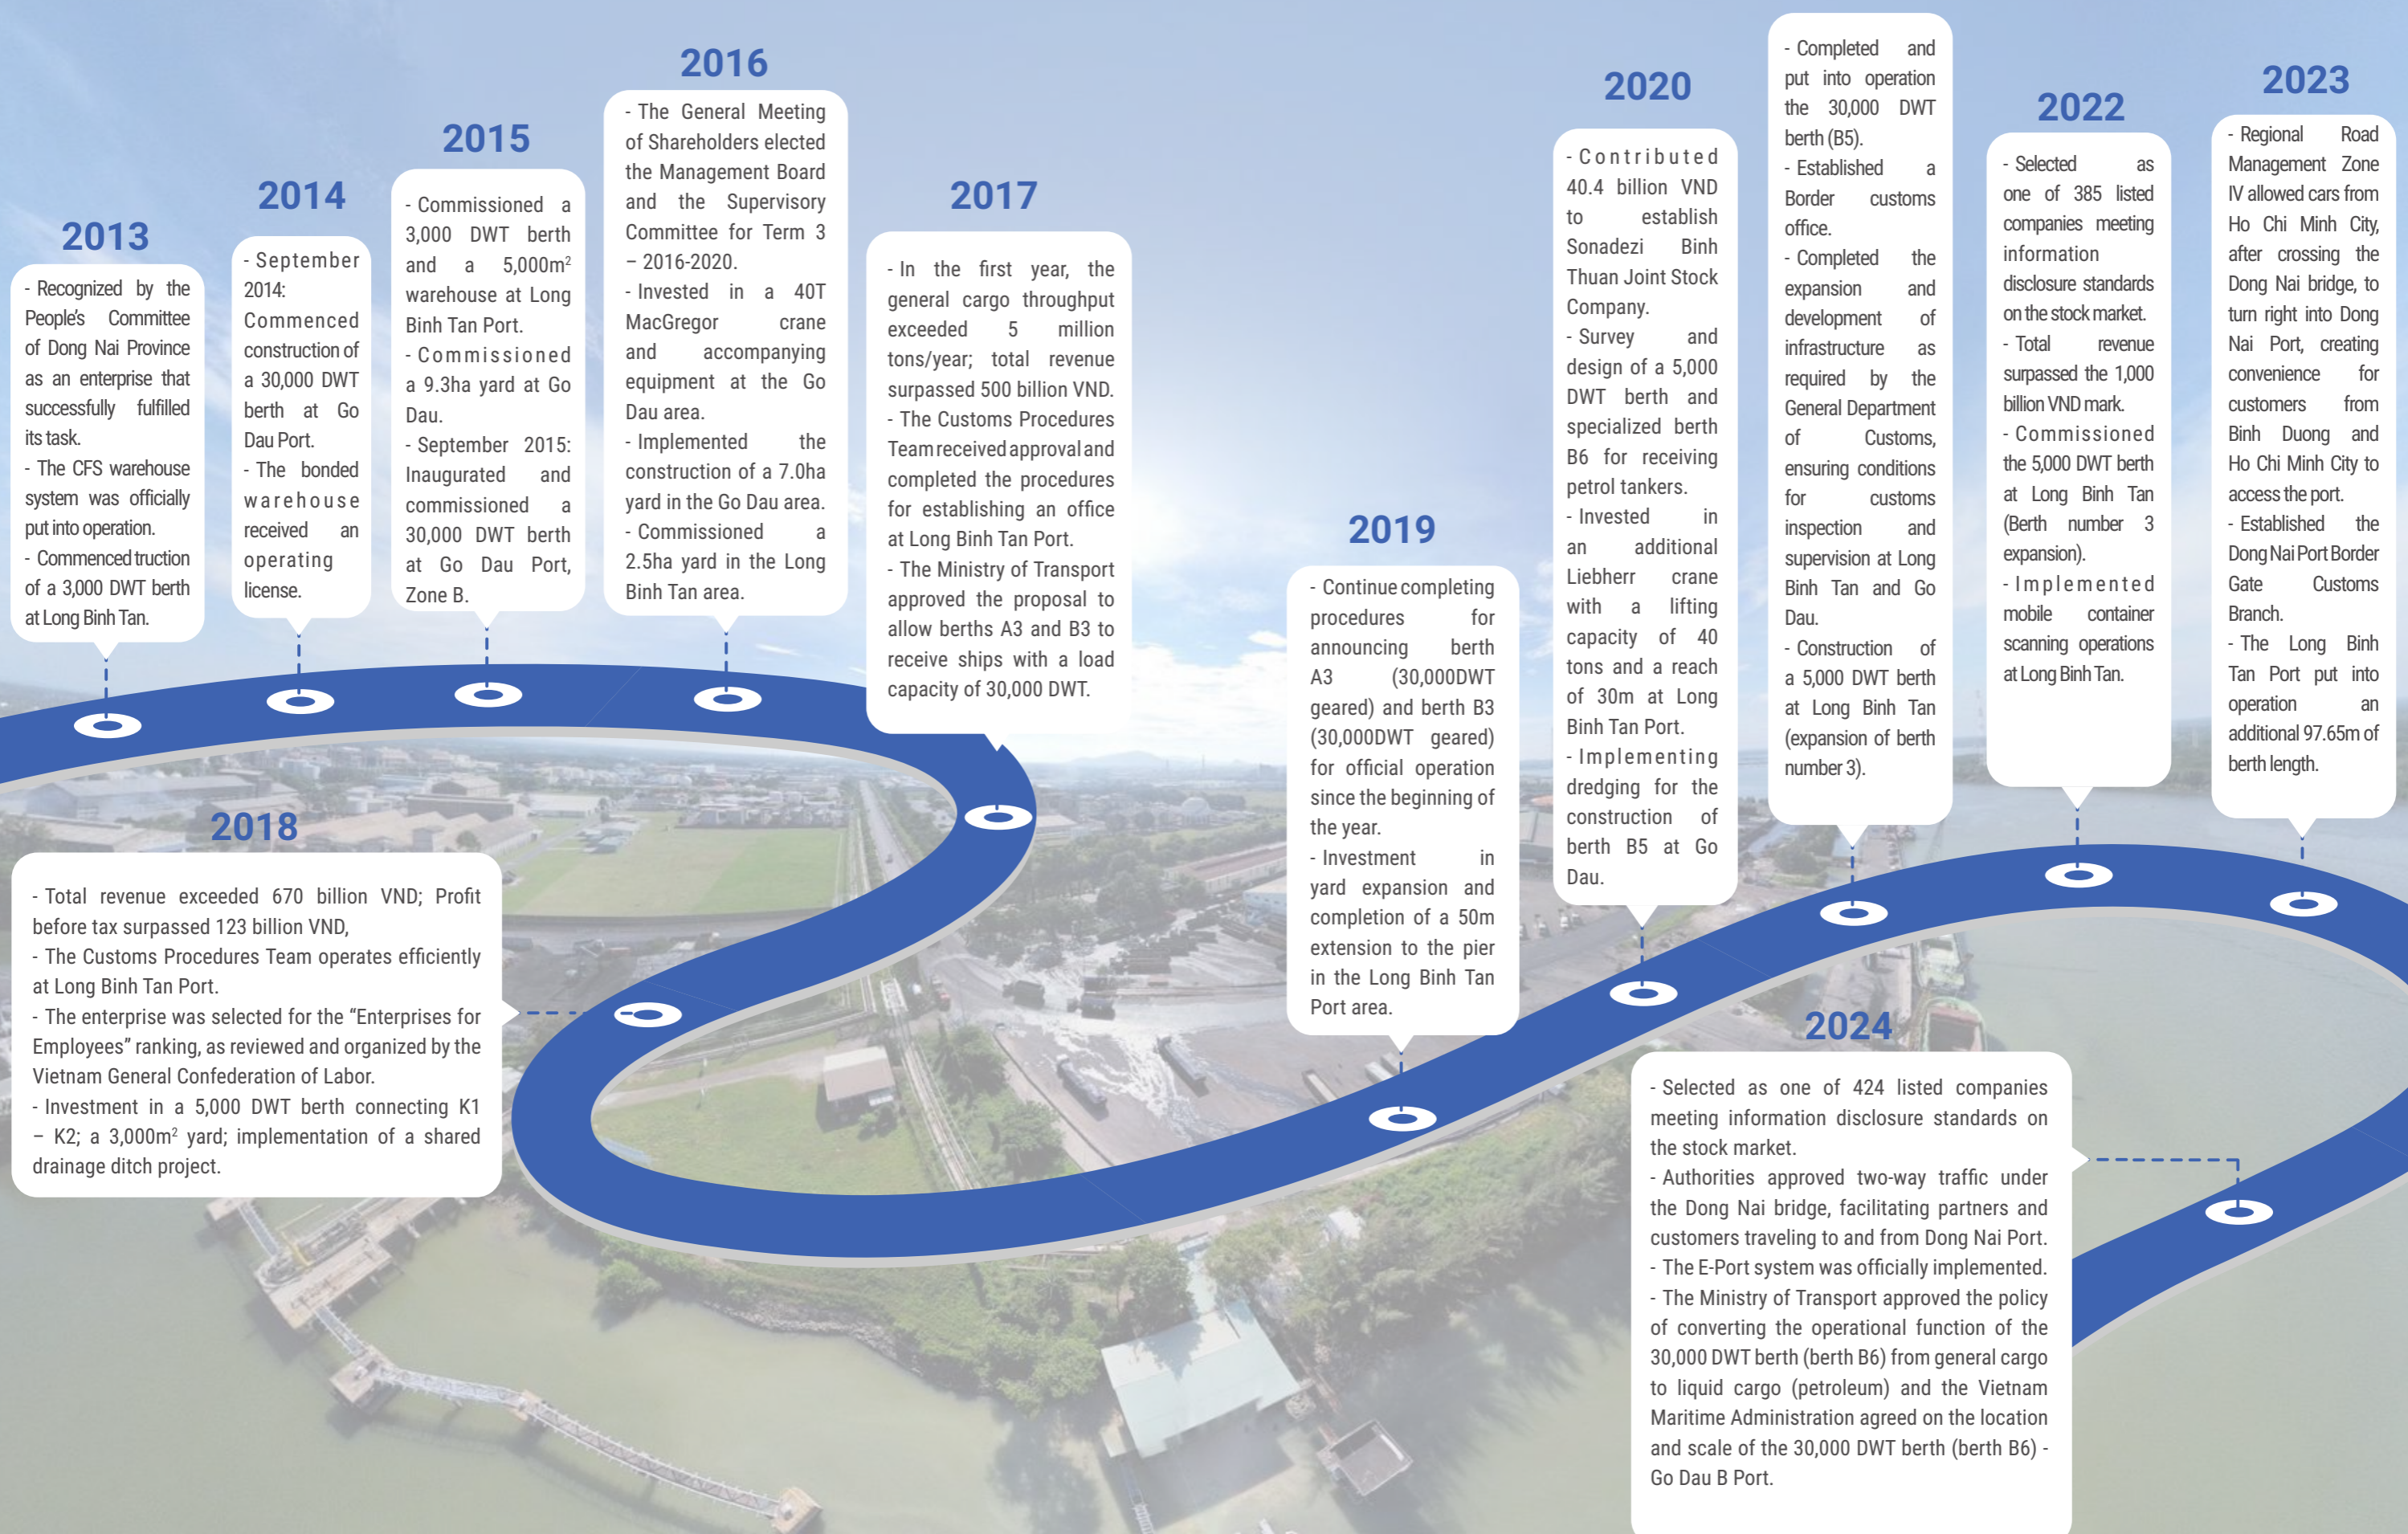 2013
- Recognized by the
People’s Committee
of Dong Nai Province
as an enterprise that
successfully fulfilled
its task.
- The CFS warehouse
system was officially
put into operation.
- Commenced truction
of a 3,000 DWT berth
at Long Binh Tan.
2014
- September
2014:
Commenced
construction of
a 30,000 DWT
berth at Go
Dau Port.
- The bonded
warehouse
received an
operating
license.
2015
- Commissioned a
3,000 DWT berth
and a 5,000m²
warehouse at Long
Binh Tan Port.
- Commissioned
a 9.3ha yard at Go
Dau.
- September 2015:
Inaugurated and
commissioned a
30,000 DWT berth
at Go Dau Port,
Zone B.
2016
- The General Meeting
of Shareholders elected
the Management Board
and the Supervisory
Committee for Term 3
– 2016-2020.
- Invested in a 40T
MacGregor crane
and accompanying
equipment at the Go
Dau area.
- Implemented the
construction of a 7.0ha
yard in the Go Dau area.
- Commissioned a
2.5ha yard in the Long
Binh Tan area.
2017
- In the first year, the
general cargo throughput
exceeded 5 million
tons/year; total revenue
surpassed 500 billion VND.
- The Customs Procedures
Team received approval and
completed the procedures
for establishing an office
at Long Binh Tan Port.
- The Ministry of Transport
approved the proposal to
allow berths A3 and B3 to
receive ships with a load
capacity of 30,000 DWT.
2018
- Total revenue exceeded 670 billion VND; Profit
before tax surpassed 123 billion VND,
- The Customs Procedures Team operates efficiently
at Long Binh Tan Port.
- The enterprise was selected for the “Enterprises for
Employees” ranking, as reviewed and organized by the
Vietnam General Confederation of Labor.
- Investment in a 5,000 DWT berth connecting K1
– K2; a 3,000m² yard; implementation of a shared
drainage ditch project.
2019
- Continue completing
procedures for
announcing berth
A3 (30,000DWT
geared) and berth B3
(30,000DWT geared)
for official operation
since the beginning of
the year.
- Investment in
yard expansion and
completion of a 50m
extension to the pier
in the Long Binh Tan
Port area.
2020
- Contributed
40.4 billion VND
to establish
Sonadezi Binh
Thuan Joint Stock
Company.
- Survey and
design of a 5,000
DWT berth and
specialized berth
B6 for receiving
petrol tankers.
- Invested in
an additional
Liebherr crane
with a lifting
capacity of 40
tons and a reach
of 30m at Long
Binh Tan Port.
- Implementing
dredging for the
construction of
berth B5 at Go
Dau.
- Completed and
put into operation
the 30,000 DWT
berth (B5).
- Established a
Border customs
office.
- Completed the
expansion and
development of
infrastructure as
required by the
General Department
of Customs,
ensuring conditions
for customs
inspection and
supervision at Long
Binh Tan and Go
Dau.
- Construction of
a 5,000 DWT berth
at Long Binh Tan
(expansion of berth
number 3).
2022
- Selected as
one of 385 listed
companies meeting
information
disclosure standards
on the stock market.
- Total revenue
surpassed the 1,000
billion VND mark.
- Commissioned
the 5,000 DWT berth
at Long Binh Tan
(Berth number 3
expansion).
- Implemented
mobile container
scanning operations
at Long Binh Tan.
2023
- Regional Road
Management Zone
IV allowed cars from
Ho Chi Minh City,
after crossing the
Dong Nai bridge, to
turn right into Dong
Nai Port, creating
convenience for
customers from
Binh Duong and
Ho Chi Minh City to
access the port.
- Established the
Dong Nai Port Border
Gate Customs
Branch.
- The Long Binh
Tan Port put into
operation an
additional 97.65m of
berth length.
2024
- Selected as one of 424 listed companies
meeting information disclosure standards on
the stock market.
- Authorities approved two-way traffic under
the Dong Nai bridge, facilitating partners and
customers traveling to and from Dong Nai Port.
- The E-Port system was officially implemented.
- The Ministry of Transport approved the policy
of converting the operational function of the
30,000 DWT berth (berth B6) from general cargo
to liquid cargo (petroleum) and the Vietnam
Maritime Administration agreed on the location
and scale of the 30,000 DWT berth (berth B6) -
Go Dau B Port.